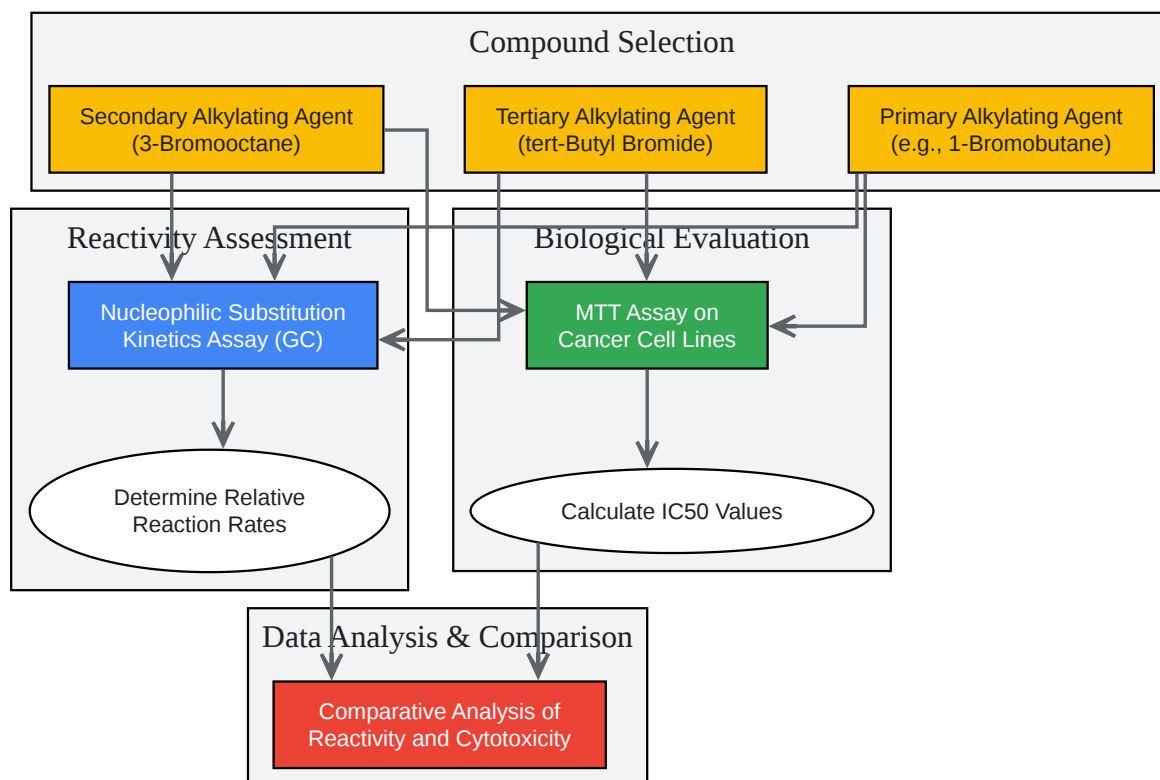 Compound Selection
Secondary Alkylating Agent
(3-Bromooctane)
Tertiary Alkylating Agent
(tert-Butyl Bromide)
Primary Alkylating Agent
(e.g., 1-Bromobutane)
Reactivity Assessment
Biological Evaluation
Nucleophilic Substitution
Kinetics Assay (GC)
MTT Assay on
Cancer Cell Lines
Determine Relative
Reaction Rates
Calculate IC50 Values
Data Analysis & Comparison
Comparative Analysis of
Reactivity and Cytotoxicity